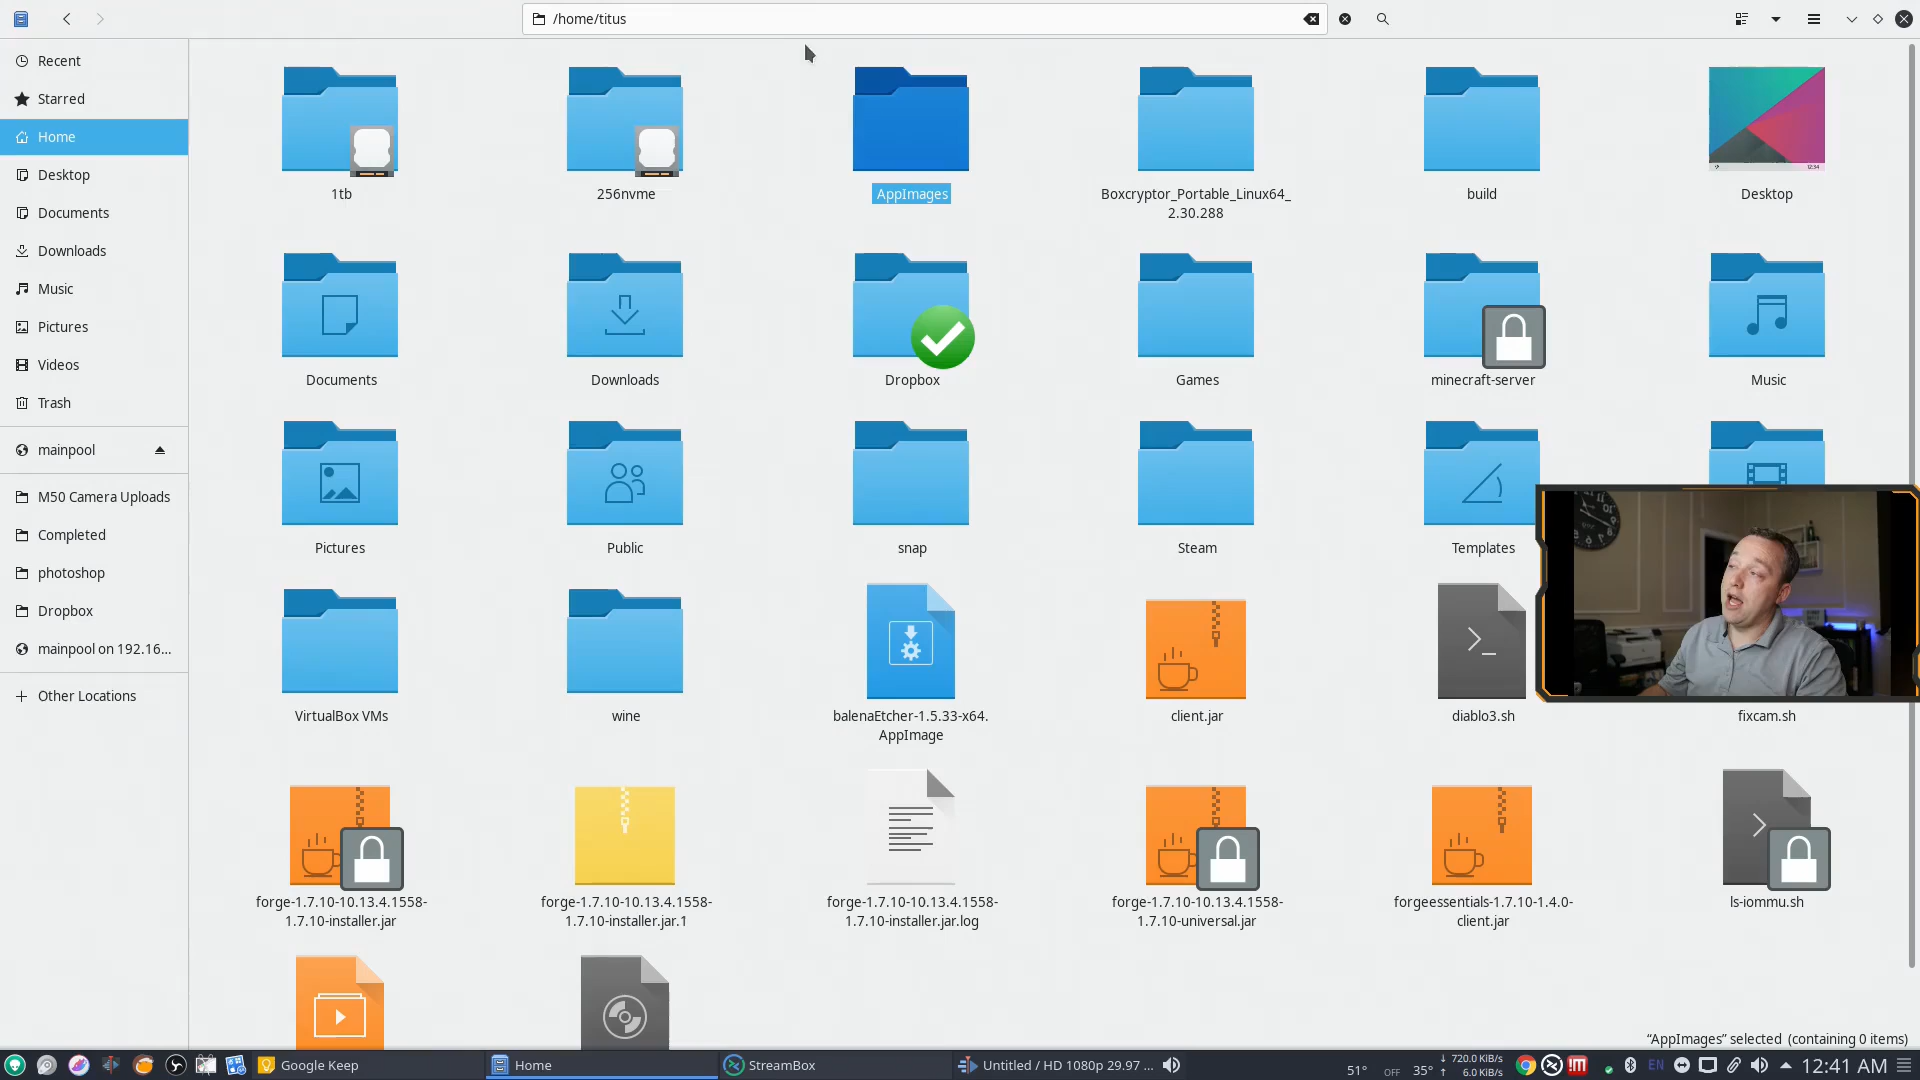 /home/titus
Recent
Starred
Home
Desktop
Documents
Downloads
Music
Pictures
Videos
Trash
mainpool
M50 Camera Uploads
Completed
photoshop
Dropbox
mainpool on 192.16...
Other Locations
1tb
256nvme
AppImages
Boxcryptor_Portable_Linux64_
2.30.288
build
Desktop
Documents
Downloads
Dropbox
Games
minecraft-server
Music
Pictures
Public
snap
Steam
Templates
VirtualBox VMs
wine
balenaEtcher-1.5.33-x64.
AppImage
client.jar
diablo3.sh
fixcam.sh
forge-1.7.10-10.13.4.1558-
1.7.10-installer.jar
forge-1.7.10-10.13.4.1558-
1.7.10-installer.jar.1
forge-1.7.10-10.13.4.1558-
1.7.10-installer.jar.log
forge-1.7.10-10.13.4.1558-
1.7.10-universal.jar
forgeessentials-1.7.10-1.4.0-
client.jar
ls-iommu.sh
“AppImages” selected (containing 0 items)
Google Keep
Home
StreamBox
Untitled / HD 1080p 29.97 ...
51°
OFF
35°
↓ 720.0 KiB/s
↑ 6.0 KiB/s
EN
12:41 AM